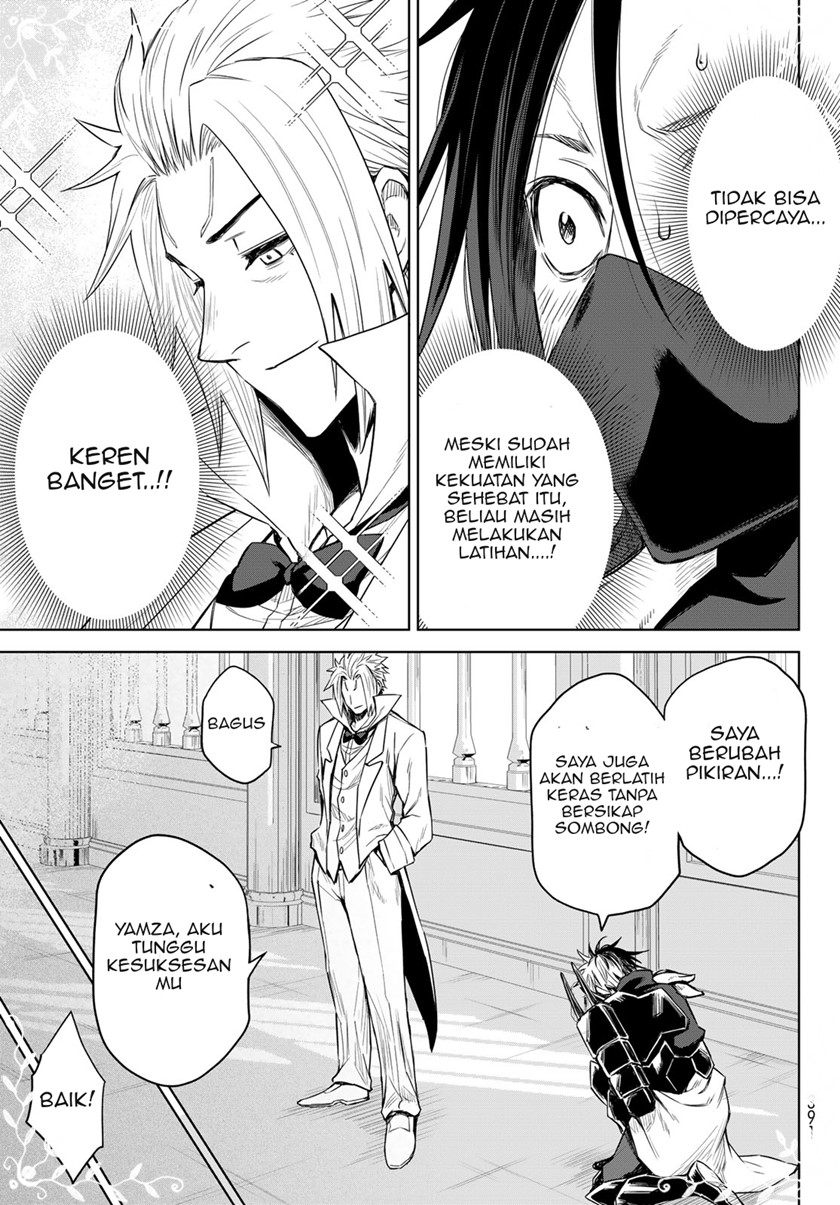 TIDAK BISA
DIPERCAYA...
MESKI SUDAH
MEMILIKI
KEKUATAN YANG
SEHEBAT ITU,
BELIAU MASIH
MELAKUKAN
LATIHAN....!
KEREN
BANGET..!!
SAYA
BERUBAH
PIKIRAN...!
SAYA JUGA
AKAN BERLATIH
KERAS TANPA
BERSIKAP
SOMBONG!
BAGUS
YAMZA, AKU
TUNGGU
KESUKSESAN
MU
BAIK!